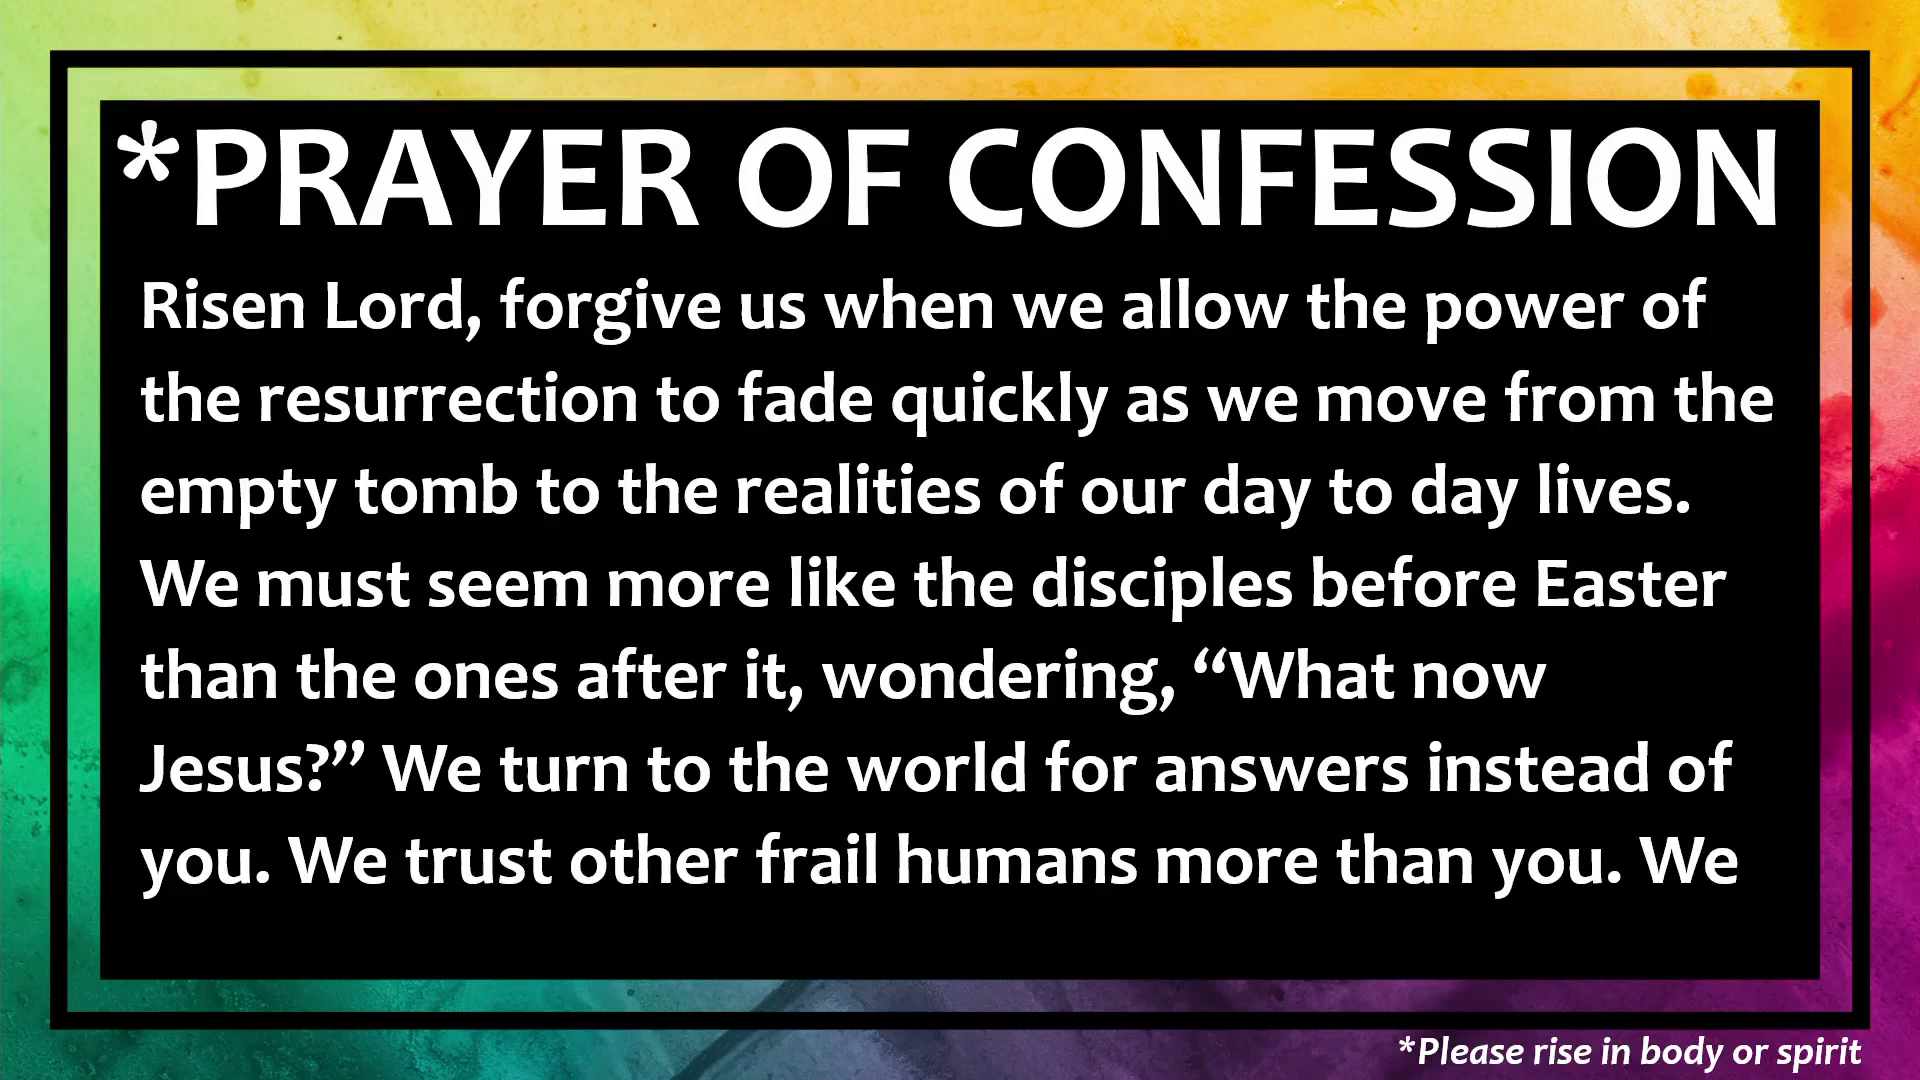 *PRAYER OF CONFESSION
Risen Lord, forgive us when we allow the power of
the resurrection to fade quickly as we move from the
empty tomb to the realities of our day to day lives.
We must seem more like the disciples before Easter
than the ones after it, wondering, “What now
Jesus?” We turn to the world for answers instead of
you. We trust other frail humans more than you. We
*Please rise in body or spirit